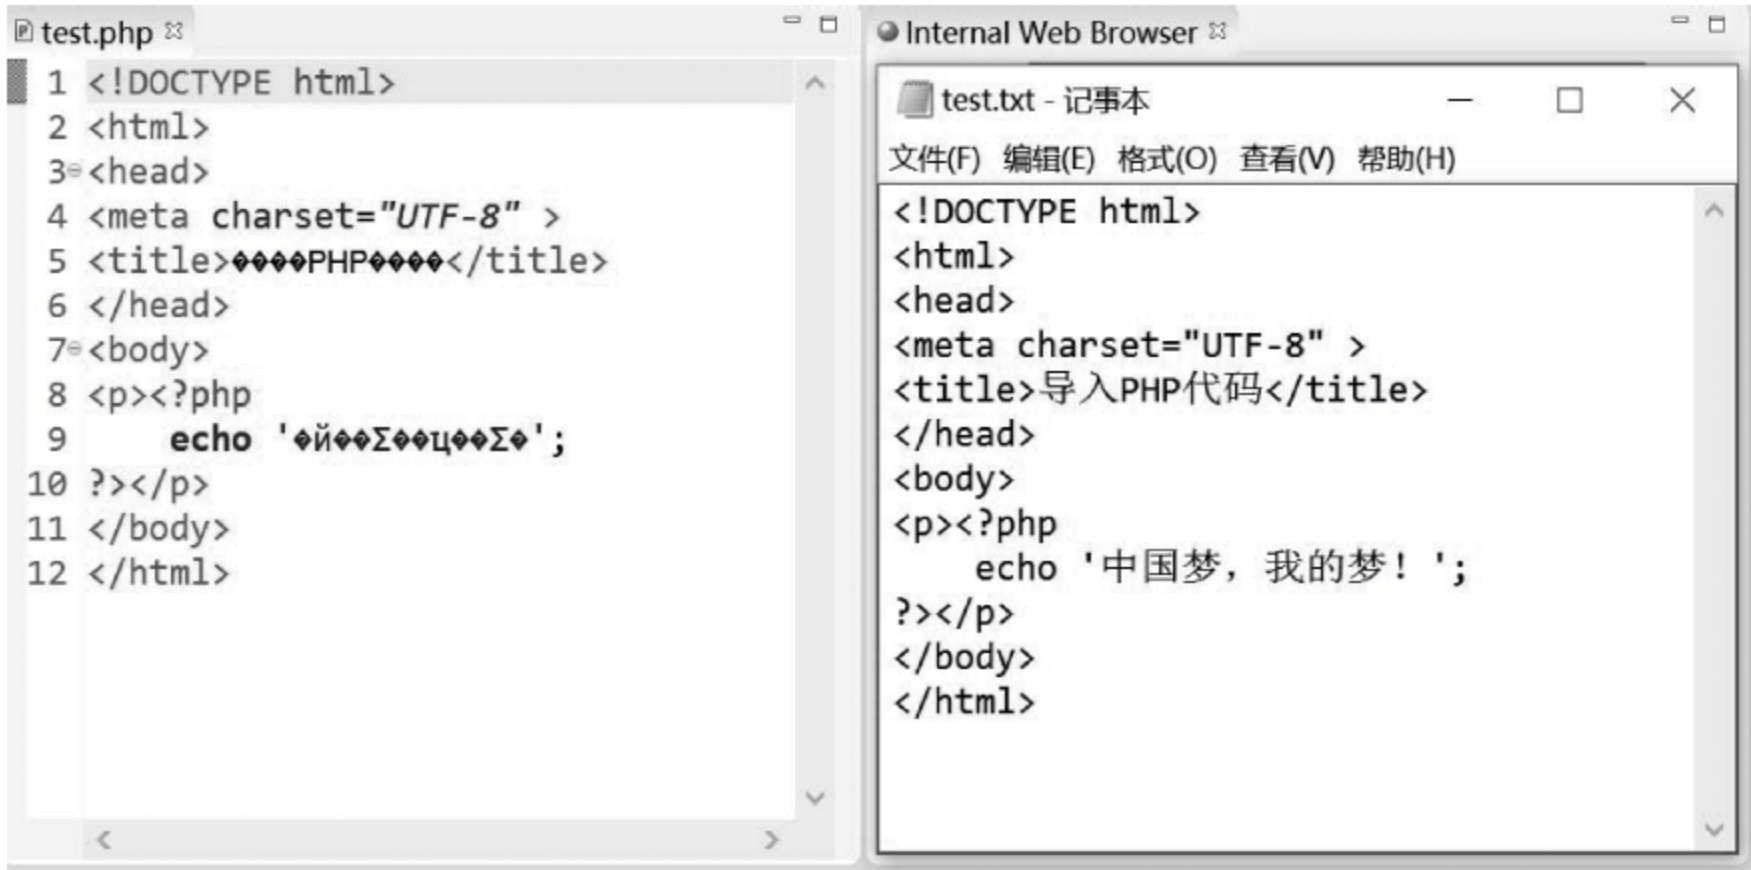 test.php
1 <!DOCTYPE html>
2 <html>
3 <head>
4 <meta charset="UTF-8" >
5 <title>����PHP����</title>
6 </head>
7 <body>
8 <p><?php
9 echo '�й��Σ��ц��Σ�';
10 ?></p>
11 </body>
12 </html>
Internal Web Browser
test.txt - 记事本
文件(F) 编辑(E) 格式(O) 查看(V) 帮助(H)
<!DOCTYPE html>
<html>
<head>
<meta charset="UTF-8" >
<title>导入PHP代码</title>
</head>
<body>
<p><?php
echo '中国梦，我的梦！';
?></p>
</body>
</html>